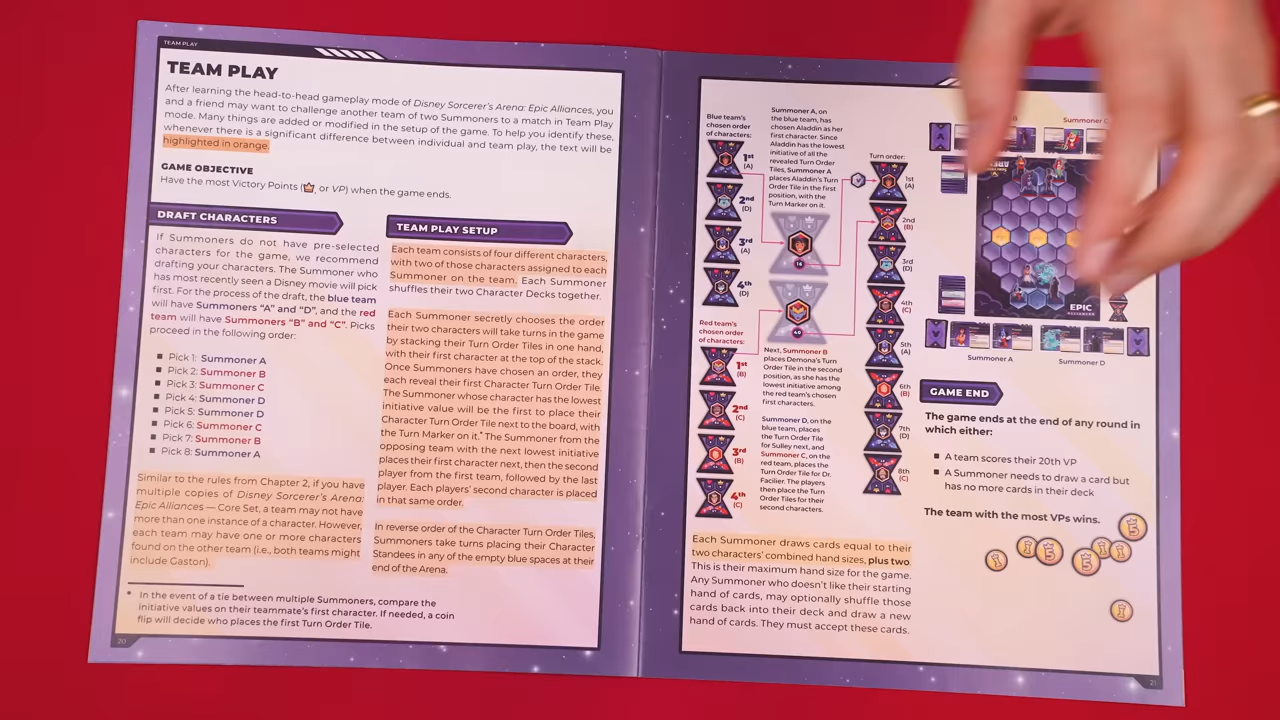 TEAM PLAY
TEAM PLAY
After learning the head-to-head gameplay mode of Disney Sorcerer's Arena: Epic Alliances, you
and a friend may want to challenge another team of two Summoners to a match in Team Play
mode. Many things are added or modified in the setup of the game. To help you identify these,
whenever there is a significant difference between individual and team play, the text will be
highlighted in orange.
GAME OBJECTIVE
Have the most Victory Points ( or VP) when the game ends.
DRAFT CHARACTERS
If Summoners do not have pre-selected
characters for the game, we recommend
drafting your characters. The Summoner who
has most recently seen a Disney movie will pick
first. For the process of the draft, the blue team
will have Summoners "A" and "D", and the red
team will have Summoners "B" and "C". Picks
proceed in the following order:
■ Pick 1: Summoner A
■ Pick 2: Summoner B
■ Pick 3: Summoner C
■ Pick 4: Summoner D
■ Pick 5: Summoner D
■ Pick 6: Summoner C
■ Pick 7: Summoner B
■ Pick 8: Summoner A
Similar to the rules from Chapter 2, if you have
multiple copies of Disney Sorcerer's Arena:
Epic Alliances — Core Set, a team may not have
more than one instance of a character. However,
each team may have one or more characters
found on the other team (i.e., both teams might
include Gaston).
TEAM PLAY SETUP
Each team consists of four different characters,
with two of those characters assigned to each
Summoner on the team. Each Summoner
shuffles their two Character Decks together.
Each Summoner secretly chooses the order
their two characters will take turns in the game
by stacking their Turn Order Tiles in one hand,
with their first character at the top of the stack.
Once Summoners have chosen an order, they
each reveal their first Character Turn Order Tile.
The Summoner whose character has the lowest
initiative value will be the first to place their
Character Turn Order Tile next to the board, with
the Turn Marker on it.* The Summoner from the
opposing team with the next lowest initiative
places their first character next, then the second
player from the first team, followed by the last
player. Each players' second character is placed
in that same order.
In reverse order of the Character Turn Order Tiles,
Summoners take turns placing their Character
Standees in any of the empty blue spaces at their
end of the Arena.
* In the event of a tie between multiple Summoners, compare the
initiative values on their teammate's first character. If needed, a coin
flip will decide who places the first Turn Order Tile.
20
Blue team's
chosen order
of characters:
1st
(A)
2nd
(D)
3rd
(A)
4th
(D)
Red team's
chosen order
of characters:
1st
(B)
2nd
(C)
3rd
(B)
4th
(C)
Summoner A, on
the blue team, has
chosen Aladdin as her
first character. Since
Aladdin has the lowest
initiative of all the
revealed Turn Order
Tiles, Summoner A
places Aladdin's Turn
Order Tile in the first
position, with the
Turn Marker on it.
Next, Summoner B
places Demona's Turn
Order Tile in the second
position, as she has the
lowest initiative among
the red team's chosen
first characters.
Summoner D, on the
blue team, places
the Turn Order Tile
for Sulley next, and
Summoner C, on the
red team, places the
Turn Order Tile for Dr.
Facilier. The players
then place the Turn
Order Tiles for their
second characters.
Turn order:
1st
(A)
2nd
(B)
3rd
(D)
4th
(C)
5th
(A)
6th
(B)
7th
(D)
8th
(C)
Each Summoner draws cards equal to their
two characters' combined hand sizes, plus two.
This is their maximum hand size for the game.
Any Summoner who doesn't like their starting
hand of cards, may optionally shuffle those
cards back into their deck and draw a new
hand of cards. They must accept these cards.
EPIC
Summoner A
Summoner D
GAME END
The game ends at the end of any round in
which either:
■ A team scores their 20th VP
■ A Summoner needs to draw a card but
has no more cards in their deck
The team with the most VPs wins.
21